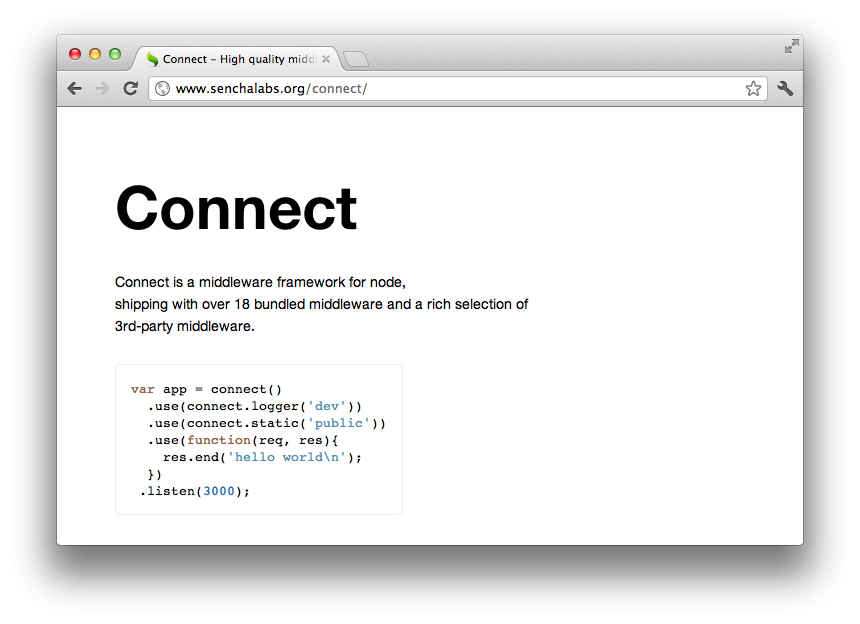 Connect – High quality midd
www.senchalabs.org/connect/
Connect
Connect is a middleware framework for node,
shipping with over 18 bundled middleware and a rich selection of
3rd-party middleware.
var app = connect()
  .use(connect.logger('dev'))
  .use(connect.static('public'))
  .use(function(req, res){
    res.end('hello world\n');
  })
 .listen(3000);